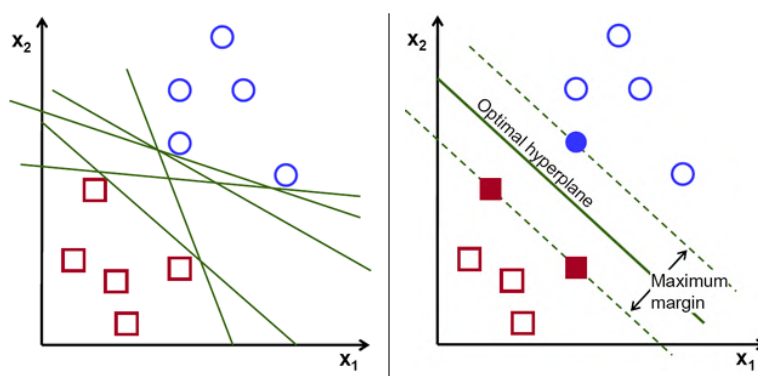 x₂
x₁
x₂
Optimal hyperplane
Maximum
margin
x₁